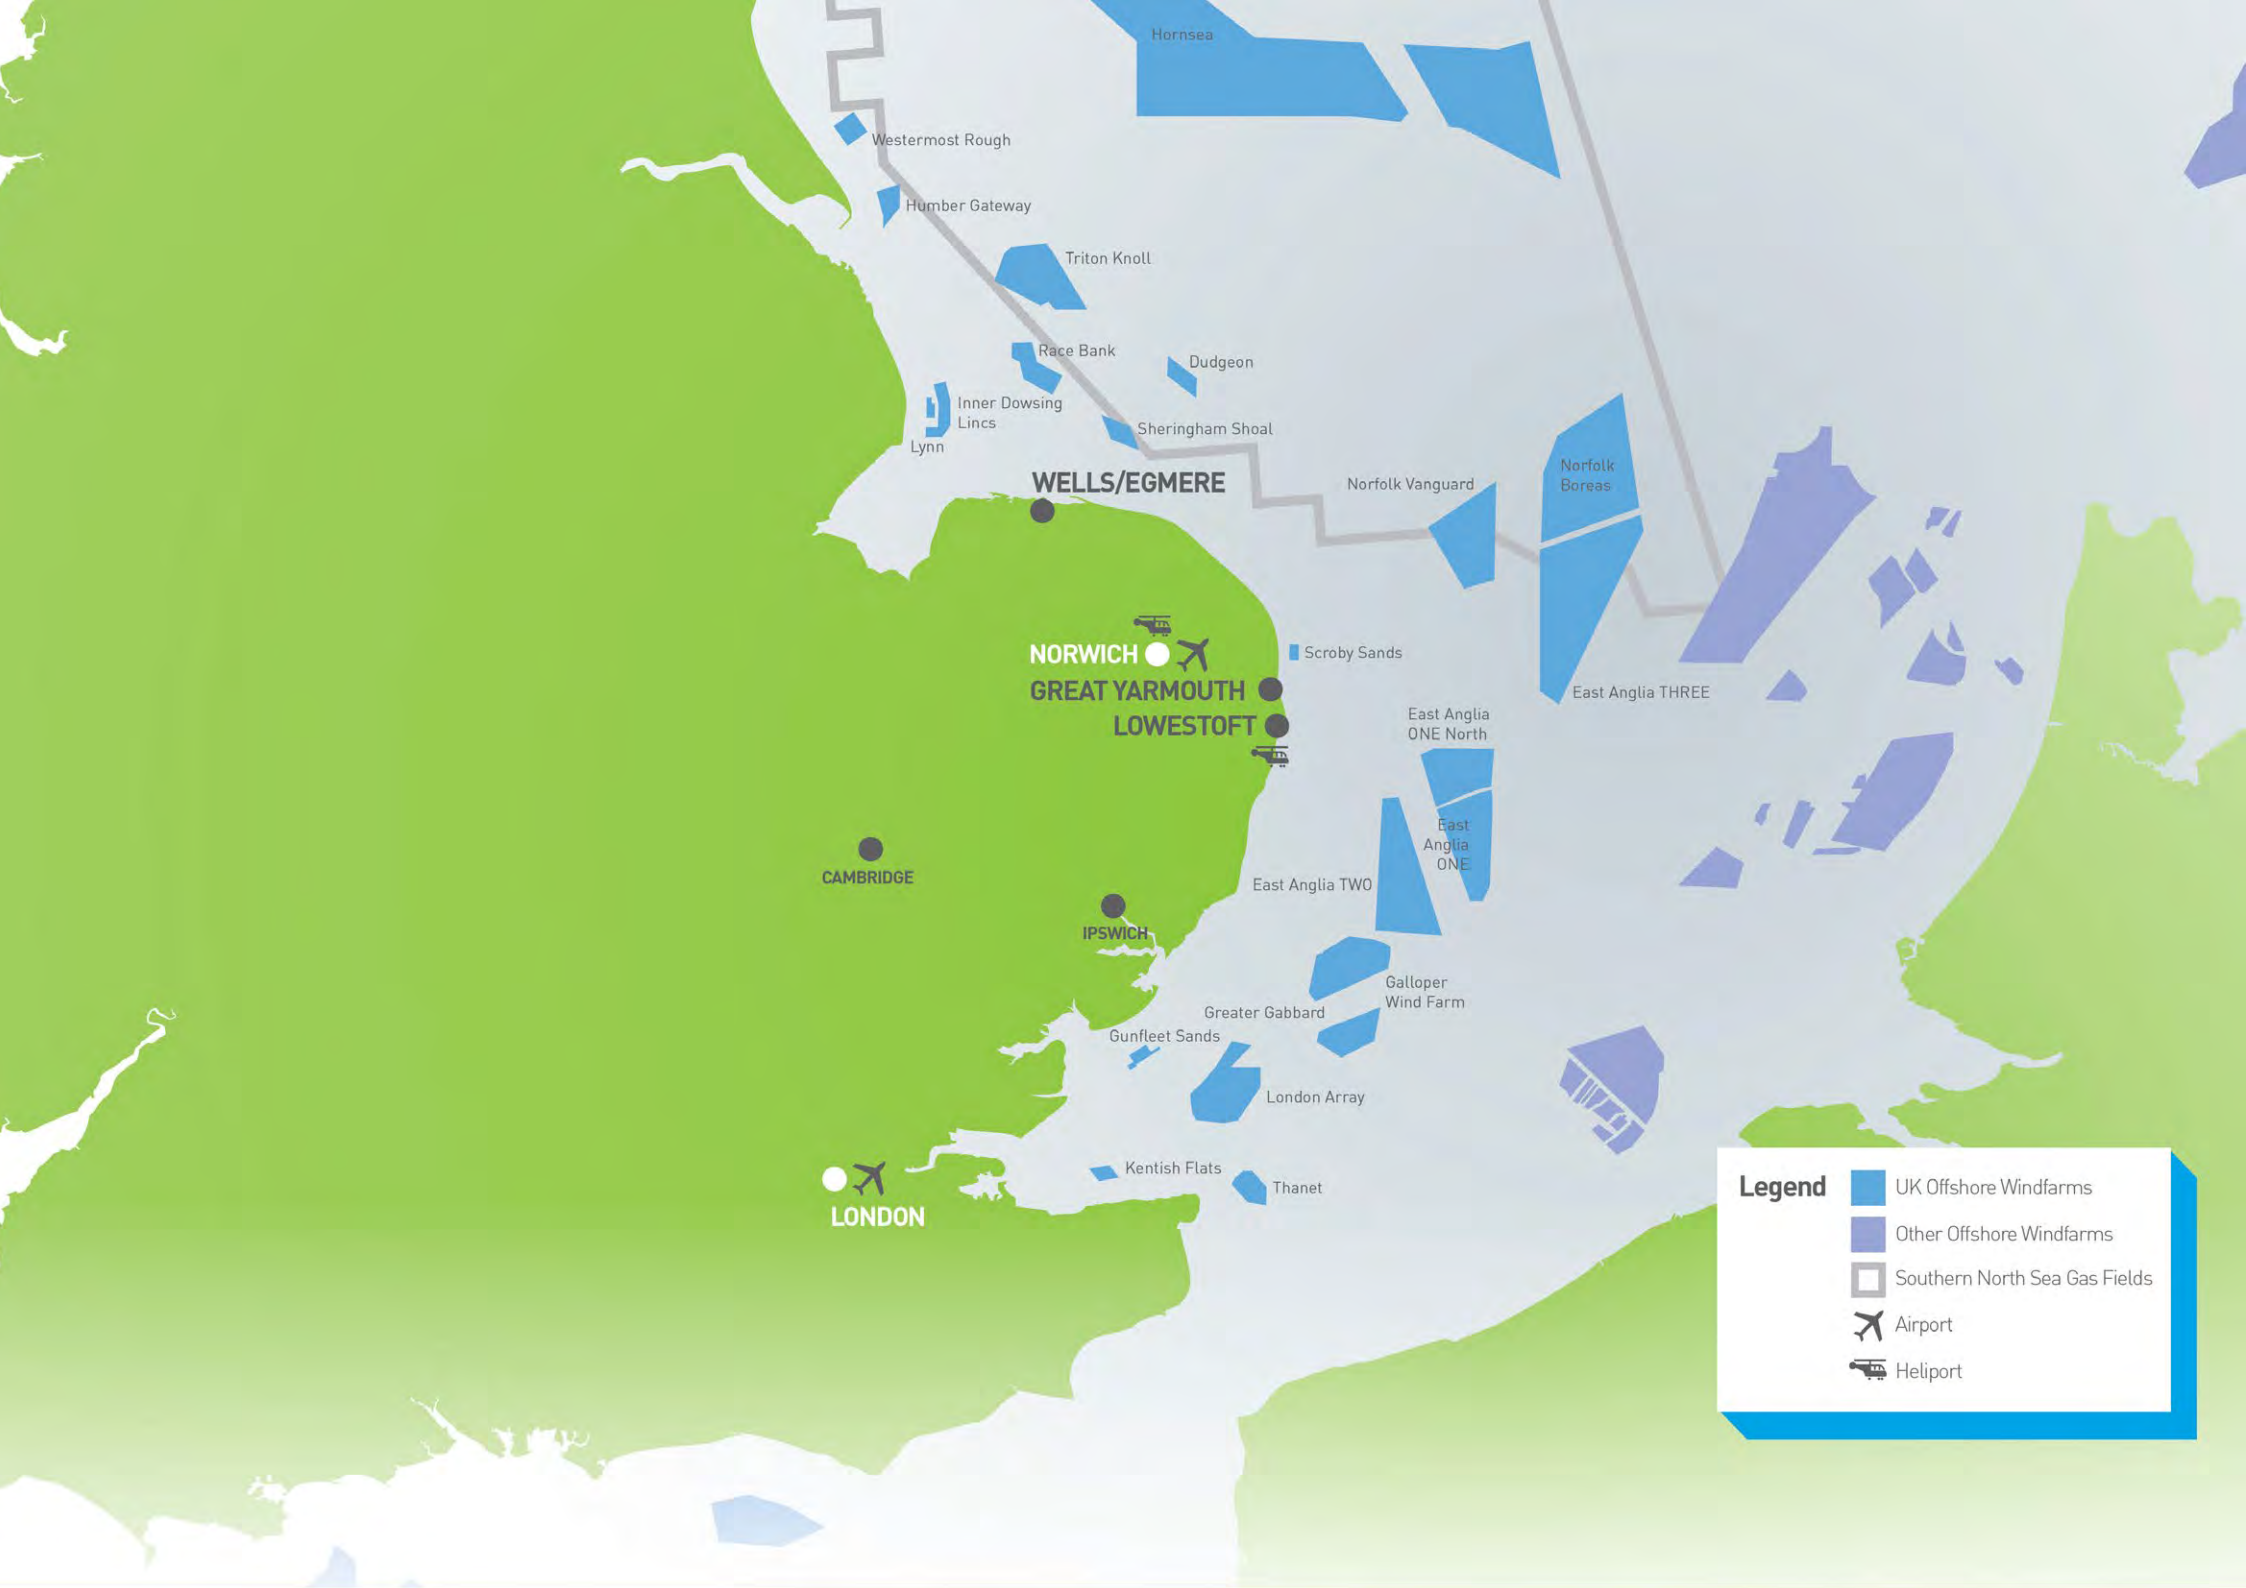 Hornsea
Westermost Rough
Humber Gateway
Triton Knoll
Race Bank
Dudgeon
Inner Dowsing
Lincs
Lynn
Sheringham Shoal
WELLS/EGMERE
Norfolk Vanguard
Norfolk
Boreas
NORWICH
Scroby Sands
GREAT YARMOUTH
LOWESTOFT
East Anglia THREE
East Anglia
ONE North
East
Anglia
ONE
East Anglia TWO
CAMBRIDGE
IPSWICH
Galloper
Wind Farm
Greater Gabbard
Gunfleet Sands
London Array
Kentish Flats
Thanet
LONDON
Legend
UK Offshore Windfarms
Other Offshore Windfarms
Southern North Sea Gas Fields
Airport
Heliport